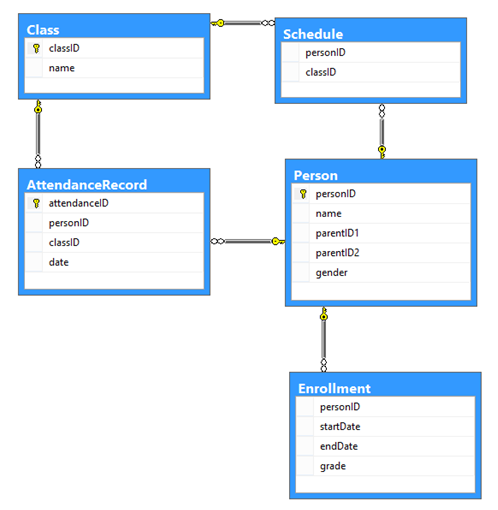 Class
classID
name
Schedule
personID
classID
AttendanceRecord
attendanceID
personID
classID
date
Person
personID
name
parentID1
parentID2
gender
Enrollment
personID
startDate
endDate
grade